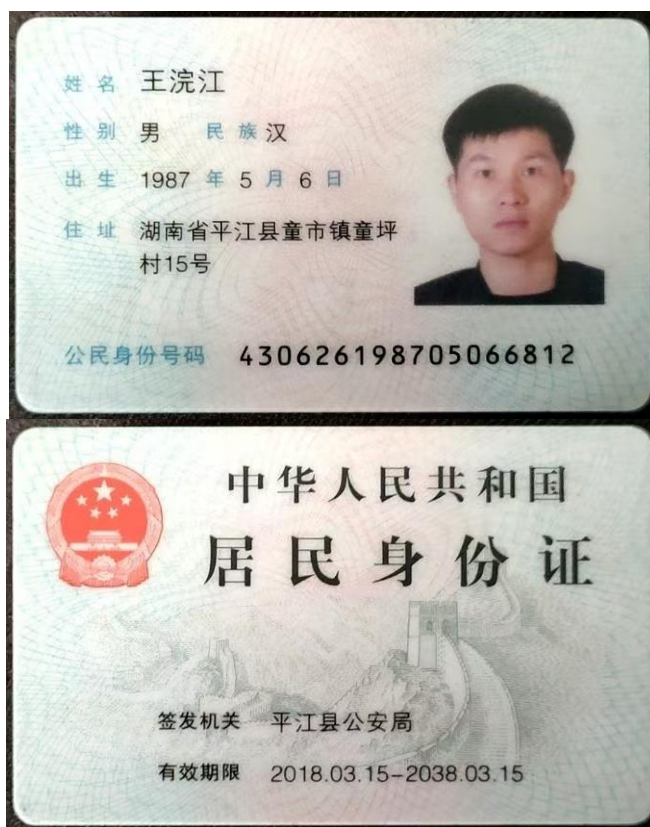 姓名 王浣江
性别 男 民族 汉
出生 1987 年 5 月 6 日
住址 湖南省平江县童市镇童坪
村15号
公民身份号码 430626198705066812
中华人民共和国
居民身份证
签发机关 平江县公安局
有效期限 2018.03.15-2038.03.15